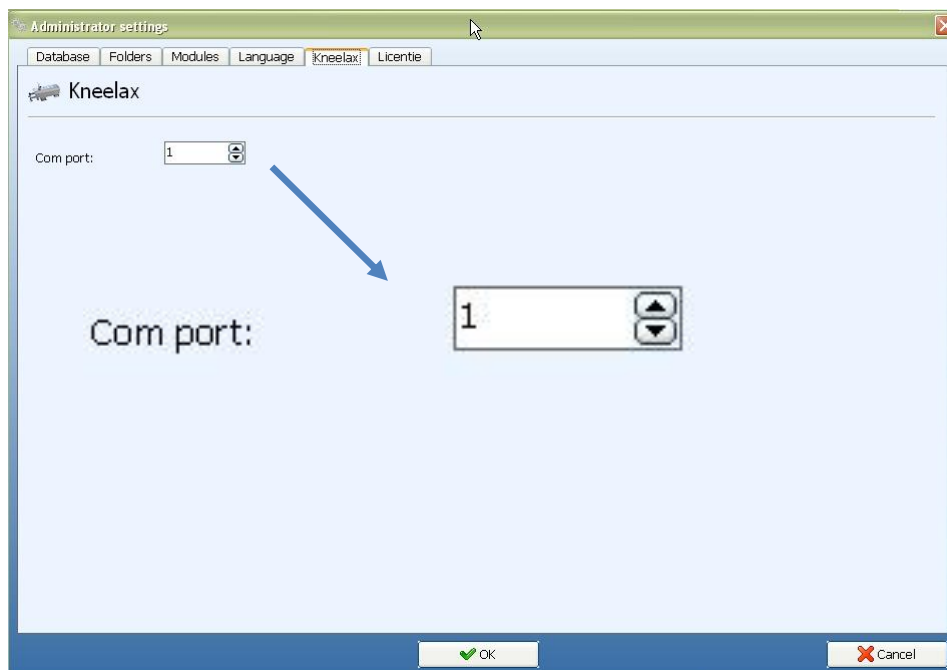 Administrator settings
Database Folders Modules Language Kneelax Licentie
Kneelax
Com port: 1
Com port: 1
OK Cancel